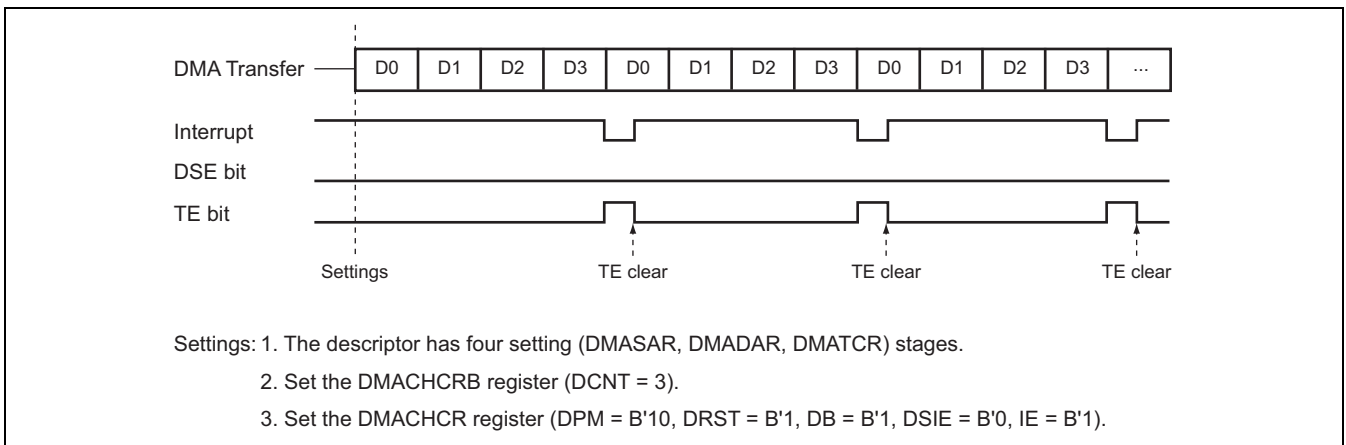 DMA Transfer D0 D1 D2 D3 D0 D1 D2 D3 D0 D1 D2 D3 ...
Interrupt
DSE bit
TE bit
Settings TE clear TE clear TE clear
Settings: 1. The descriptor has four setting (DMASAR, DMADAR, DMATCR) stages.
2. Set the DMACHCRB register (DCNT = 3).
3. Set the DMACHCR register (DPM = B'10, DRST = B'1, DB = B'1, DSIE = B'0, IE = B'1).